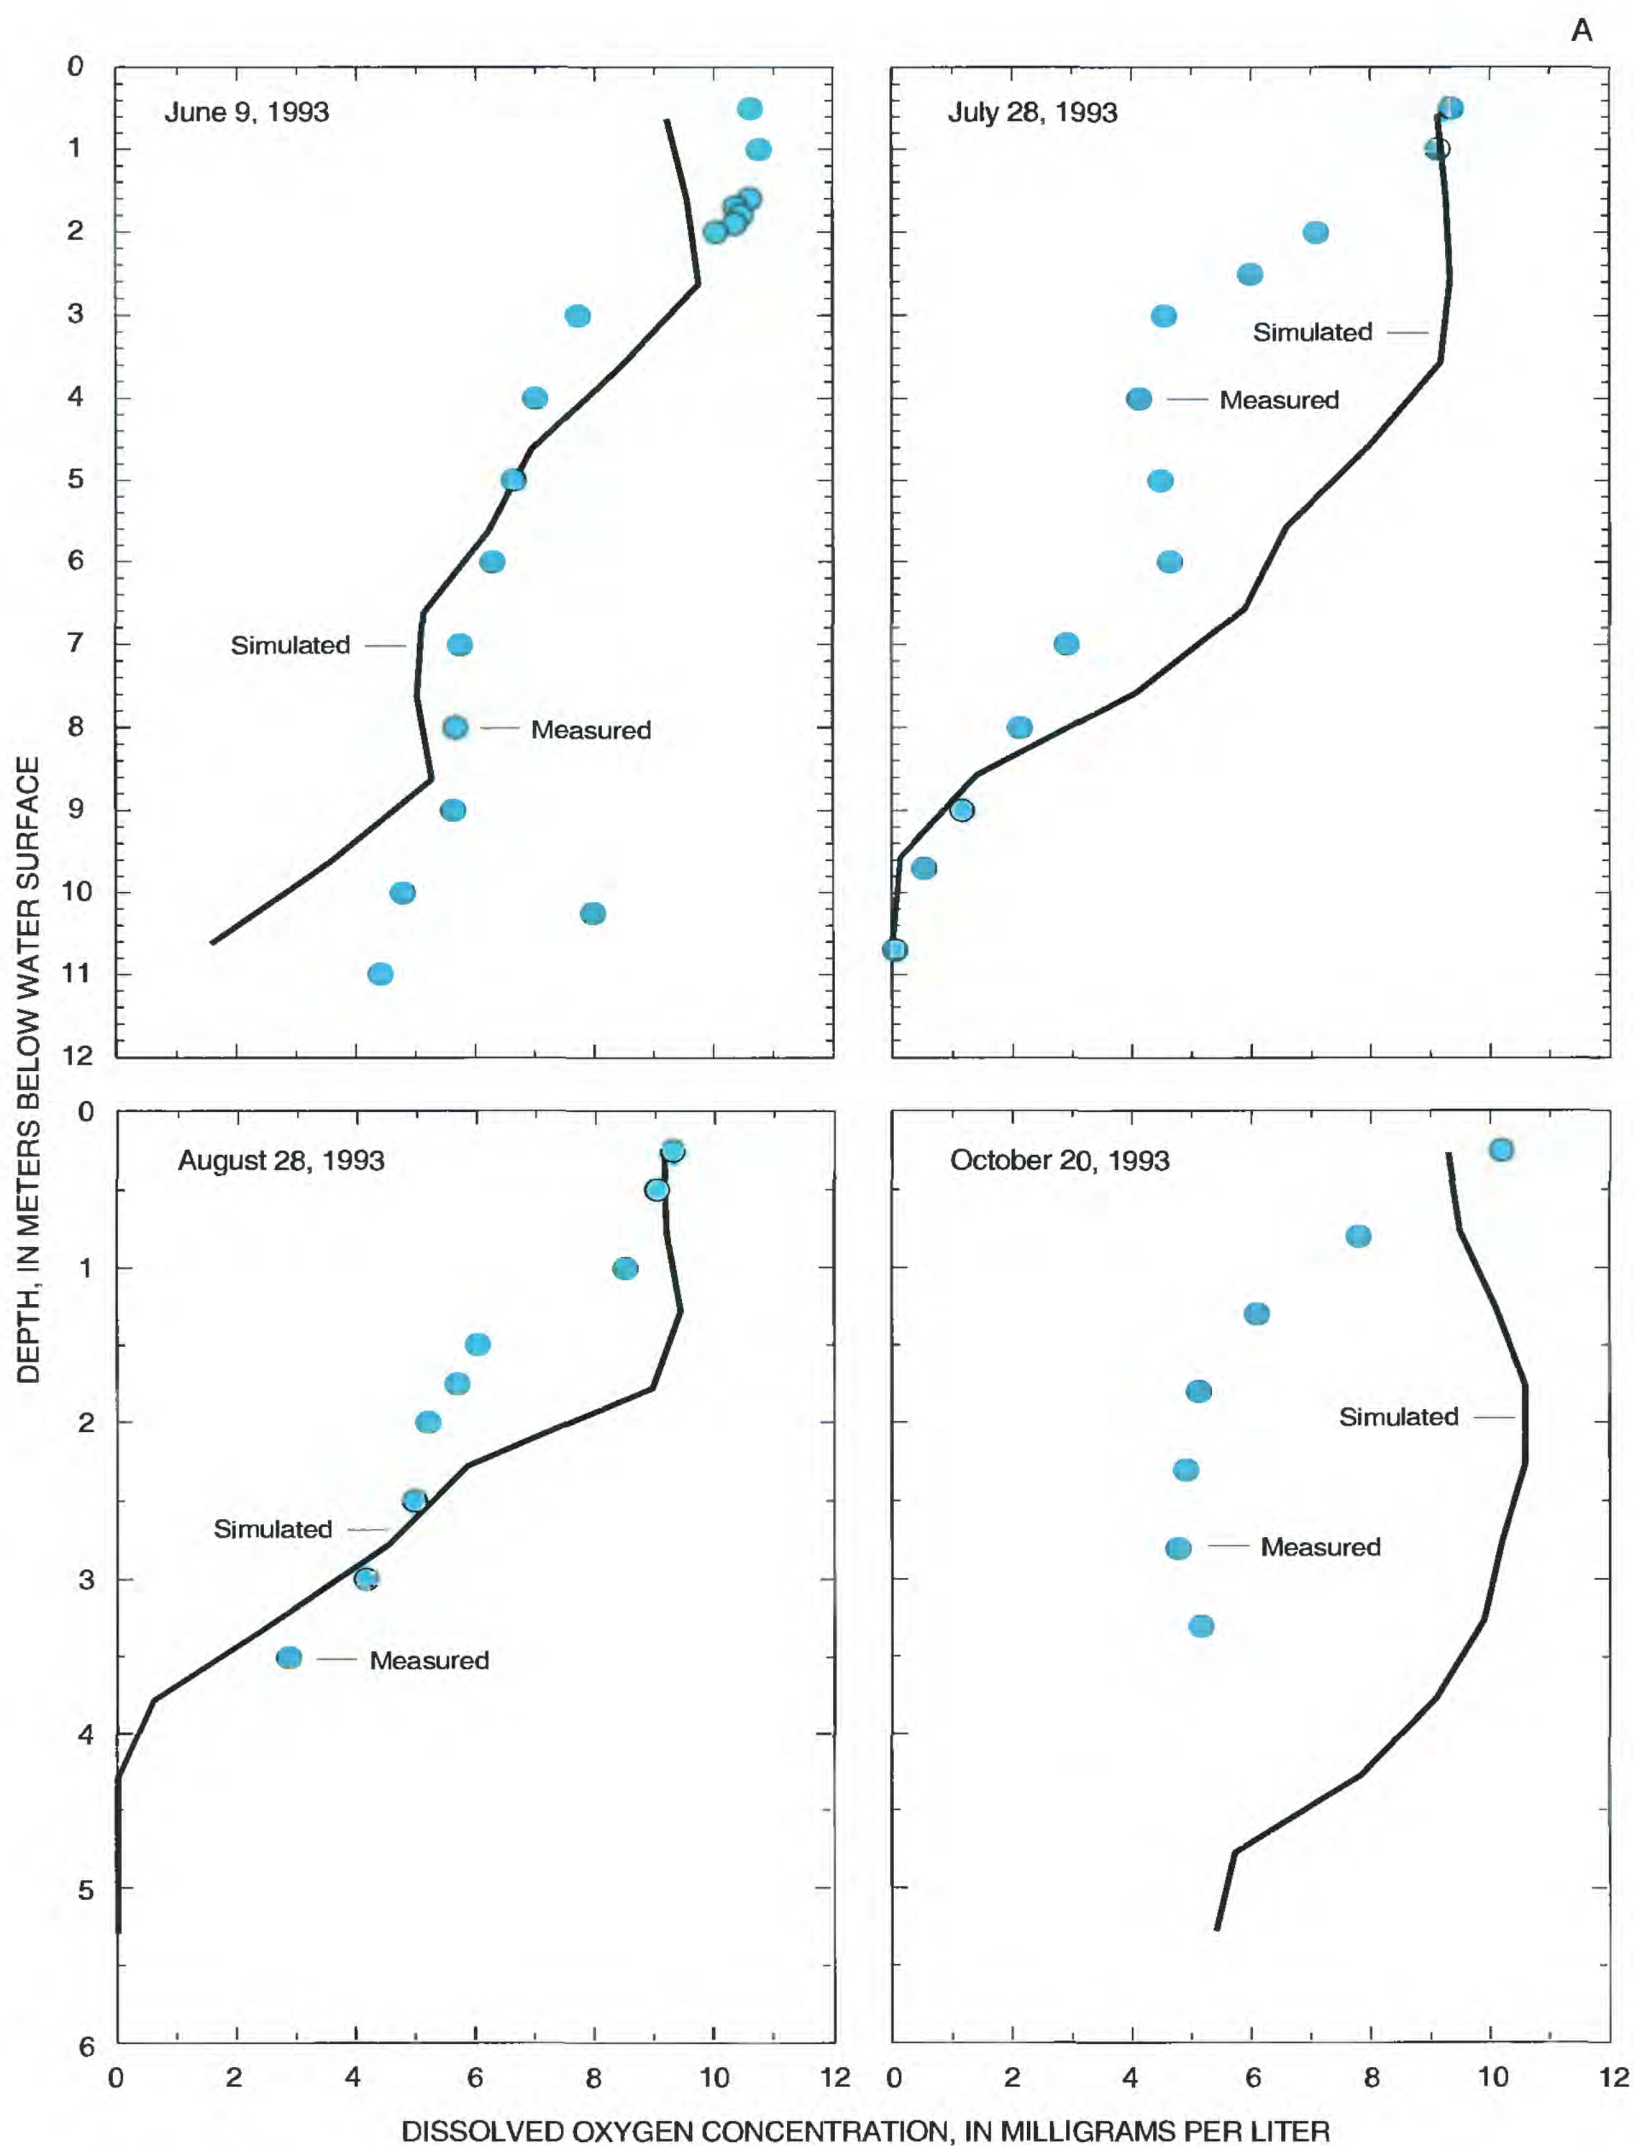 A
0
June 9, 1993
July 28, 1993
1
2
3
Simulated
4
Measured
5
6
7
Simulated
8
Measured
9
10
11
12
0
August 28, 1993
October 20, 1993
1
2
Simulated
Simulated
Measured
3
Measured
4
5
6
0 2 4 6 8 10 0 2 4 6 8 10 12
DEPTH, IN METERS BELOW WATER SURFACE
DISSOLVED OXYGEN CONCENTRATION, IN MILLIGRAMS PER LITER